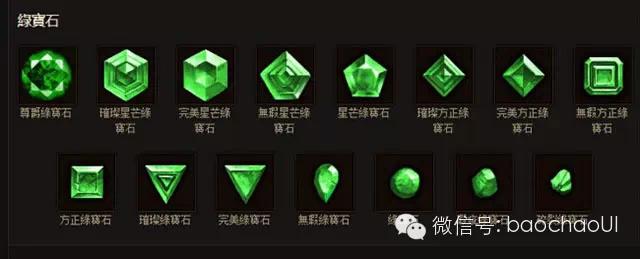 綠寶石
尊爵綠寶石
璀璨星芒綠
寶石
完美星芒綠
寶石
無瑕星芒綠
寶石
星芒綠寶石
璀璨方正綠
寶石
完美方正綠
寶石
無瑕方正綠
寶石
方正綠寶石
璀璨綠寶石
完美綠寶石
無瑕綠寶石
微信号: baochaoUI